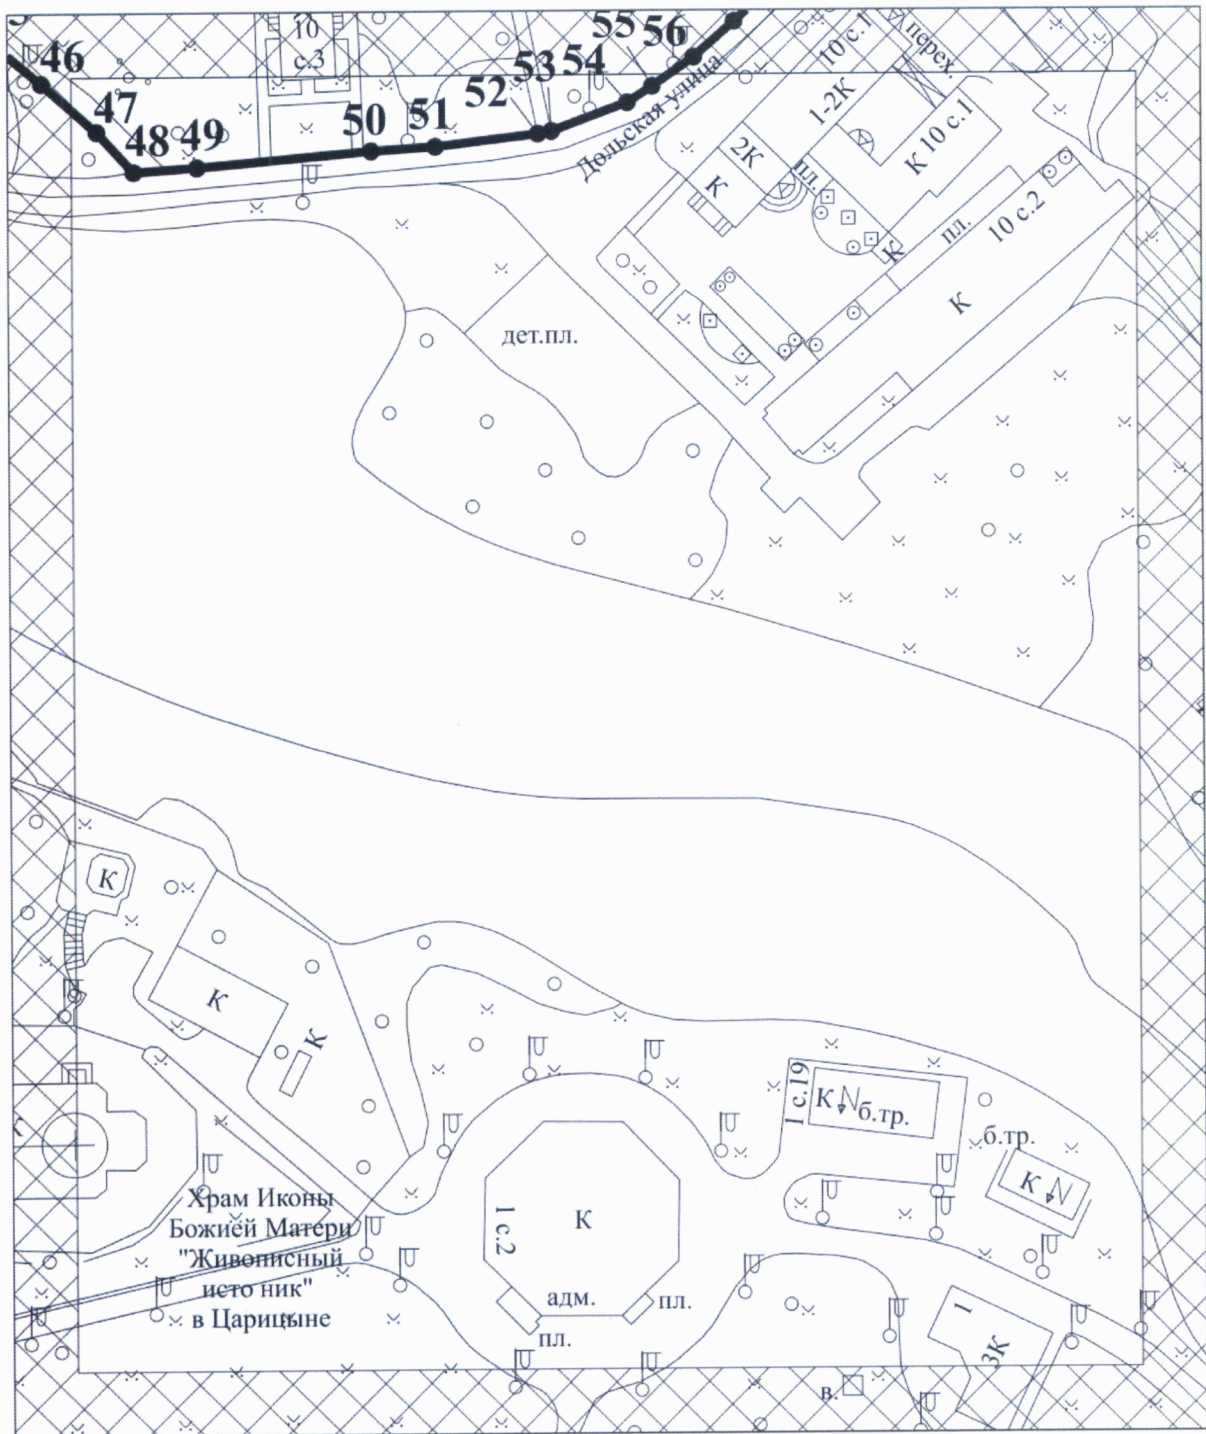 46
47
48
49
50
51
52
53
54
55
56
10
с.3
Дольская улица
10 с.1
перех.
1-2К
2К
К
пл.
К 10 с.1
10 с.2
пл.
К
К
дет.пл.
К
К
К
1 с.19
К
б.тр.
б.тр.
К
Храм Иконы
Божией Матери
"Живописный
исто ник"
в Царицыне
1 с.2
К
адм.
пл.
пл.
1
3К
в.